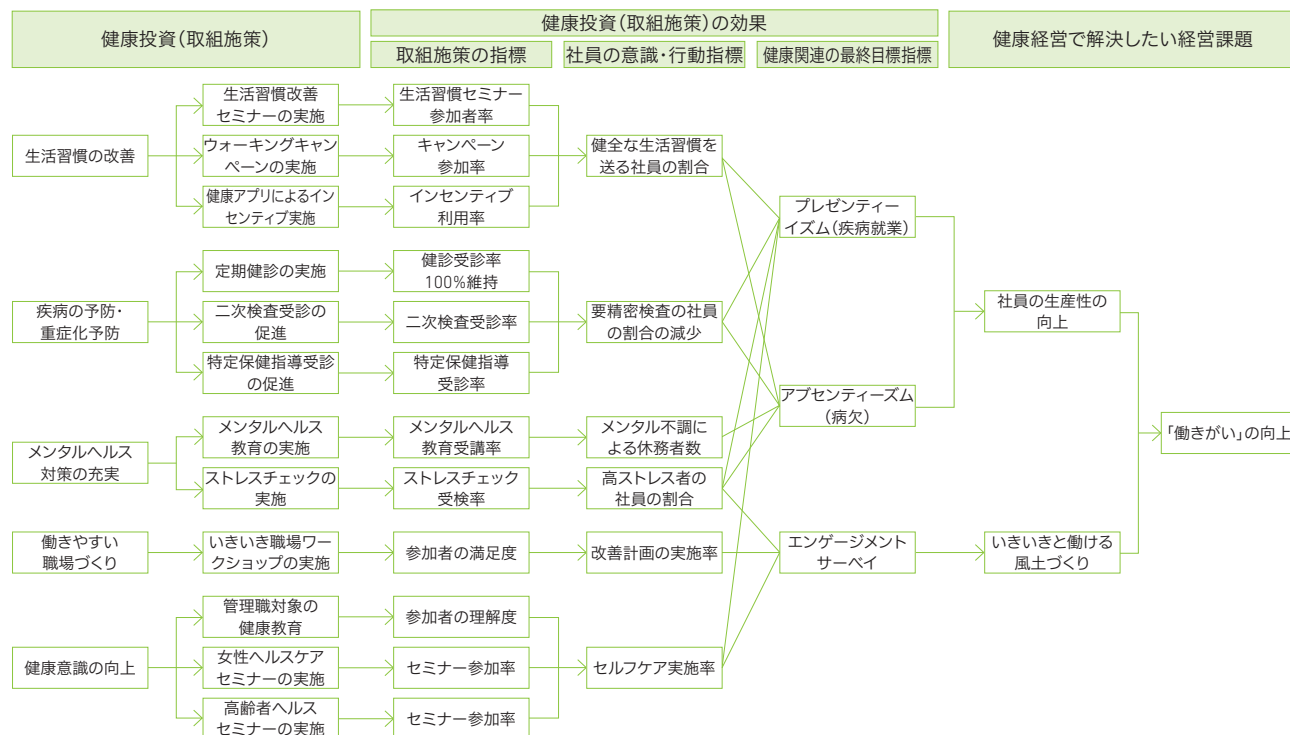 健康投資(取組施策)
健康投資(取組施策)の効果
健康経営で解決したい経営課題
取組施策の指標
社員の意識・行動指標
健康関連の最終目標指標
生活習慣の改善
生活習慣改善
セミナーの実施
生活習慣セミナー
参加者率
ウォーキングキャン
ペーンの実施
キャンペーン
参加率
健康アプリによるイン
センティブ実施
インセンティブ
利用率
健全な生活習慣を
送る社員の割合
疾病の予防・
重症化予防
定期健診の実施
健診受診率
100%維持
二次検査受診の
促進
二次検査受診率
特定保健指導受診
の促進
特定保健指導
受診率
要精密検査の社員
の割合の減少
メンタルヘルス
対策の充実
メンタルヘルス
教育の実施
メンタルヘルス
教育受講率
メンタル不調に
よる休務者数
ストレスチェックの
実施
ストレスチェック
受検率
高ストレス者の
社員の割合
働きやすい
職場づくり
いきいき職場ワー
クショップの実施
参加者の満足度
改善計画の実施率
健康意識の向上
管理職対象の
健康教育
参加者の理解度
女性ヘルスケア
セミナーの実施
セミナー参加率
高齢者ヘルス
セミナーの実施
セミナー参加率
セルフケア実施率
プレゼンティー
イズム(疾病就業)
アブセンティーズム
(病欠)
エンゲージメント
サーベイ
社員の生産性の
向上
いきいきと働ける
風土づくり
「働きがい」の向上